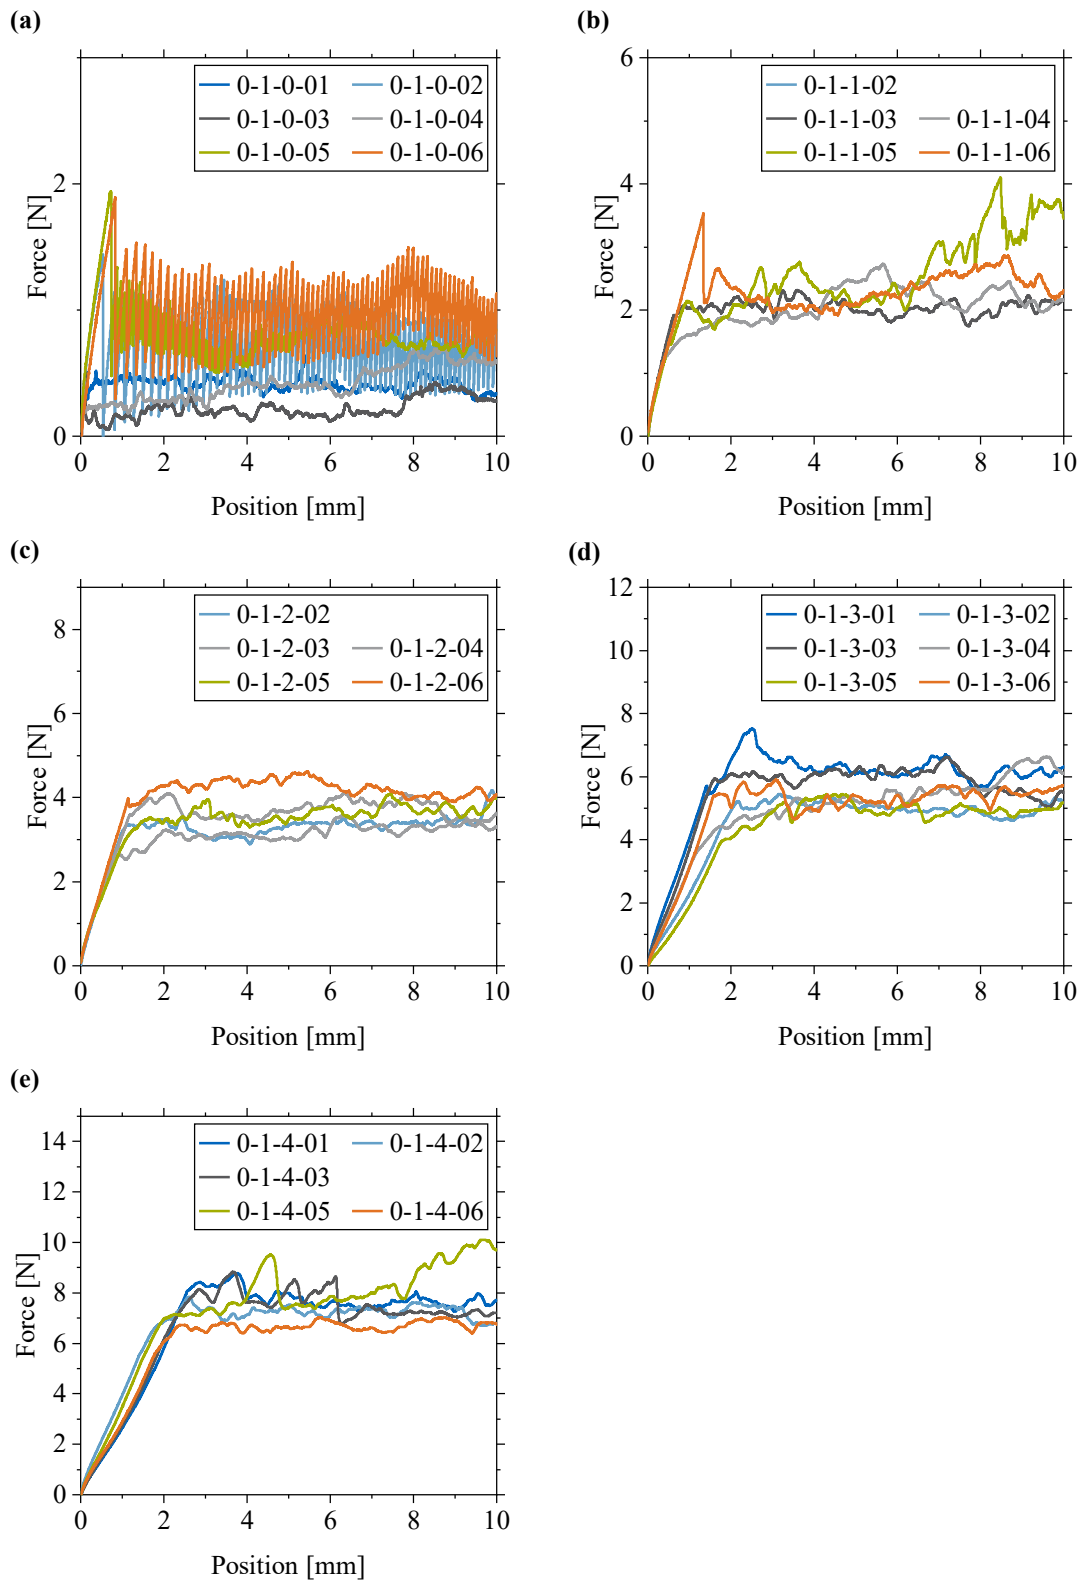 (a)
0-1-0-01 0-1-0-02
0-1-0-03 0-1-0-04
0-1-0-05 0-1-0-06
2
0
Force [N]
0 2 4 6 8 10
Position [mm]
(b)
0-1-1-02
0-1-1-03 0-1-1-04
0-1-1-05 0-1-1-06
6
4
2
0
Force [N]
0 2 4 6 8 10
Position [mm]
(c)
0-1-2-02
0-1-2-03 0-1-2-04
0-1-2-05 0-1-2-06
8
6
4
2
0
Force [N]
0 2 4 6 8 10
Position [mm]
(d)
0-1-3-01 0-1-3-02
0-1-3-03 0-1-3-04
0-1-3-05 0-1-3-06
12
10
8
6
4
2
0
Force [N]
0 2 4 6 8 10
Position [mm]
(e)
0-1-4-01 0-1-4-02
0-1-4-03
0-1-4-05 0-1-4-06
14
12
10
8
6
4
2
0
Force [N]
0 2 4 6 8 10
Position [mm]